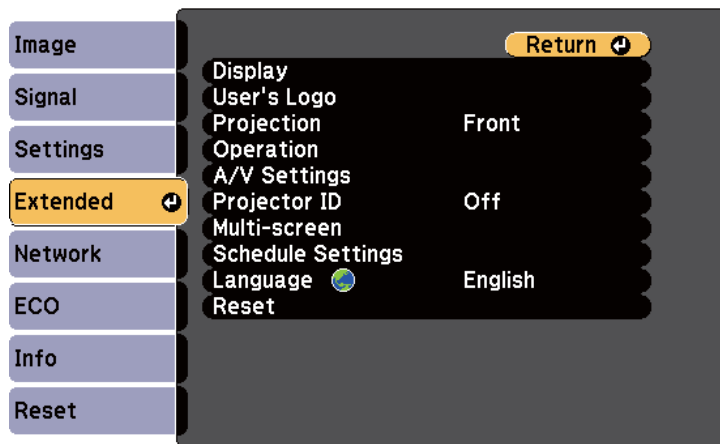 Image
Signal
Settings
Extended
Network
ECO
Info
Reset
Return
Display
User's Logo
Projection Front
Operation
A/V Settings
Projector ID Off
Multi-screen
Schedule Settings
Language English
Reset